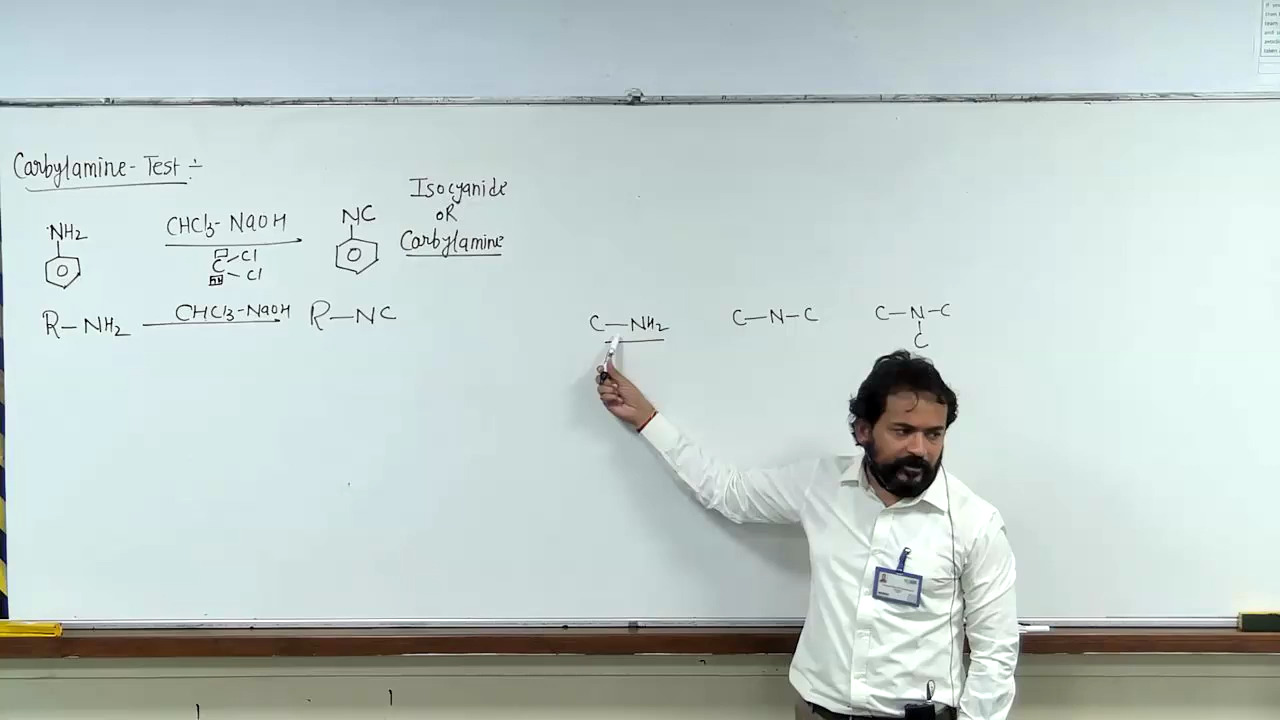 Carbylamine-Test ÷
NH2 CHCl3-NaOH NC Isocyanide
OR
Carbylamine
C Cl
Cl
R—NH2 CHCl3-NaOH R—NC
C—NH2 C—N—C C—N—C
C